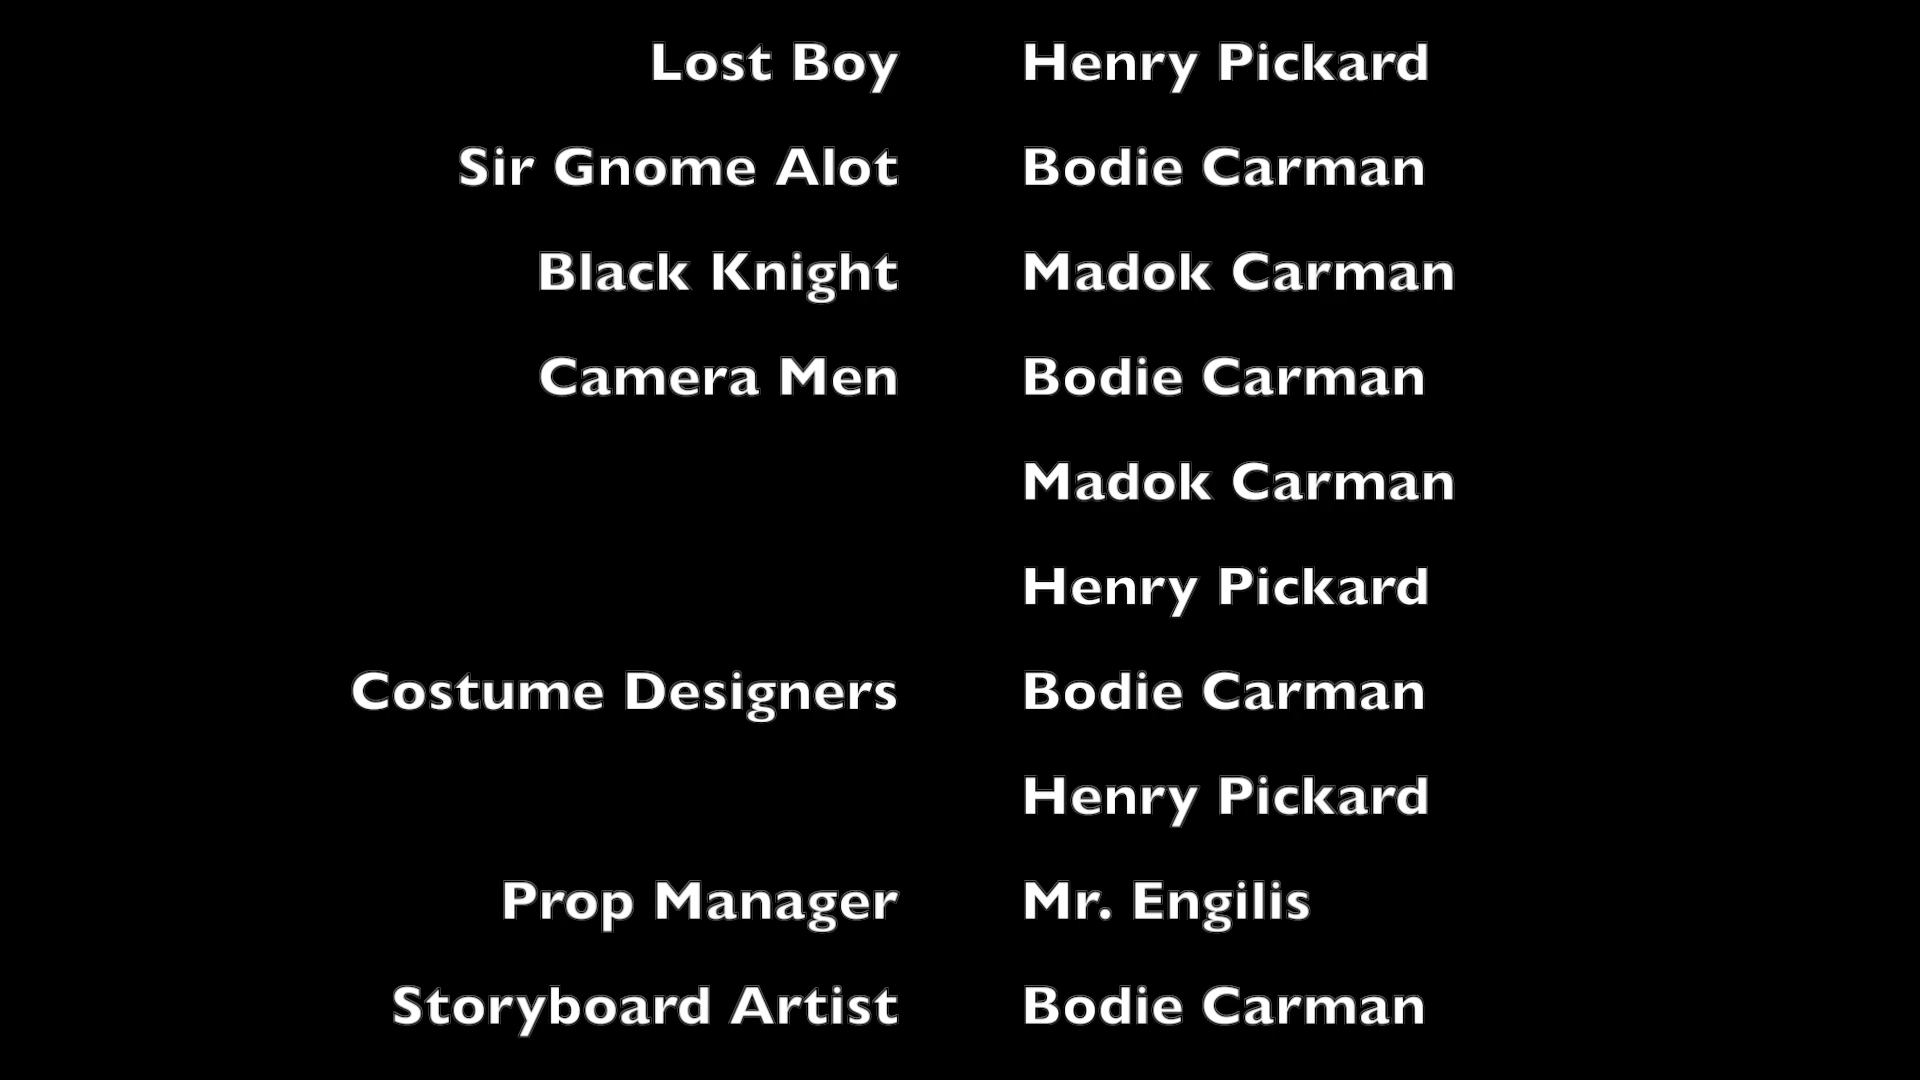 Lost Boy Henry Pickard
Sir Gnome Alot Bodie Carman
Black Knight Madok Carman
Camera Men Bodie Carman
Madok Carman
Henry Pickard
Costume Designers Bodie Carman
Henry Pickard
Prop Manager Mr. Engilis
Storyboard Artist Bodie Carman